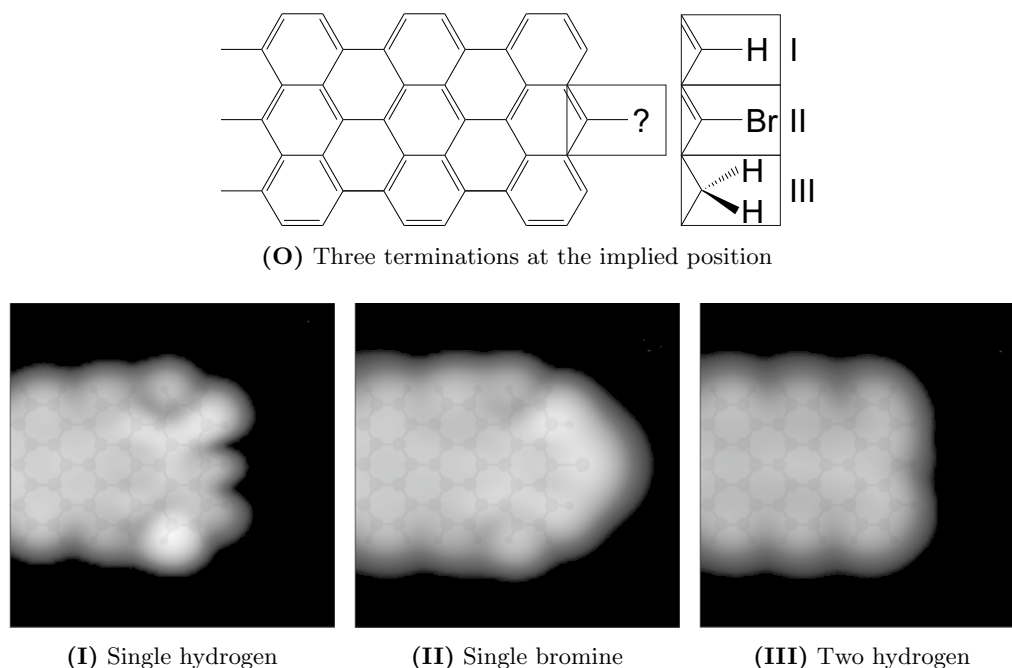 H I
? Br II
H
III
H
(O) Three terminations at the implied position
(I) Single hydrogen (II) Single bromine (III) Two hydrogen